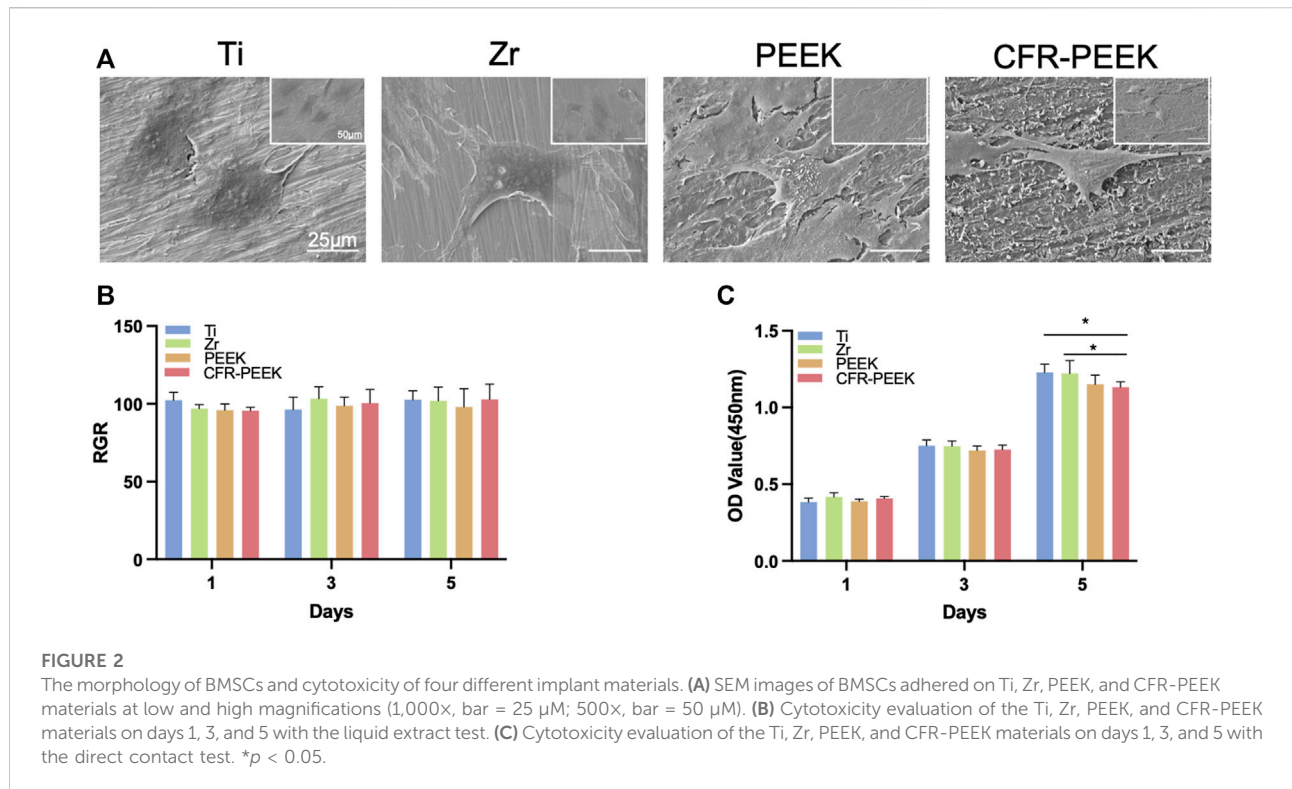 A
Ti
Zr
PEEK
CFR-PEEK
50μm
25μm
B
150
100
50
0
RGR
Ti
Zr
PEEK
CFR-PEEK
1
3
5
Days
C
1.5
1.0
0.5
0.0
OD Value(450nm)
Ti
Zr
PEEK
CFR-PEEK
*
*
1
3
5
Days
FIGURE 2
The morphology of BMSCs and cytotoxicity of four different implant materials. (A) SEM images of BMSCs adhered on Ti, Zr, PEEK, and CFR-PEEK
materials at low and high magnifications (1,000×, bar = 25 μM; 500×, bar = 50 μM). (B) Cytotoxicity evaluation of the Ti, Zr, PEEK, and CFR-PEEK
materials on days 1, 3, and 5 with the liquid extract test. (C) Cytotoxicity evaluation of the Ti, Zr, PEEK, and CFR-PEEK materials on days 1, 3, and 5 with
the direct contact test. *p < 0.05.